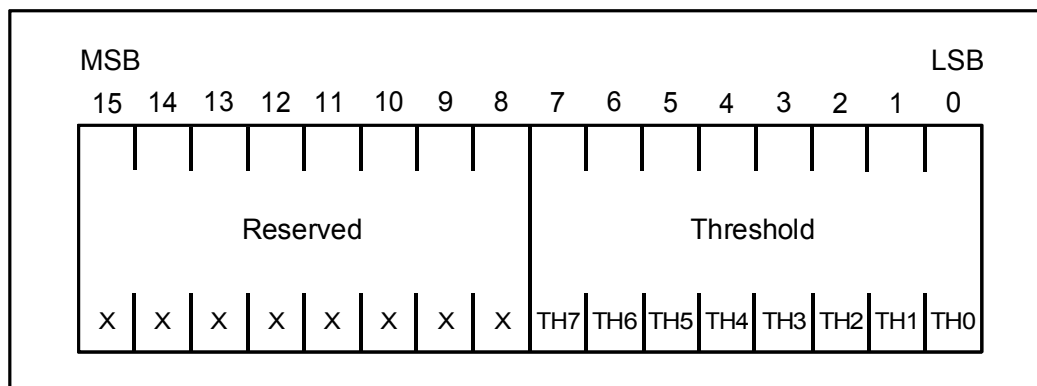 MSB LSB
15 14 13 12 11 10 9 8 7 6 5 4 3 2 1 0
Reserved Threshold
X X X X X X X X TH7 TH6 TH5 TH4 TH3 TH2 TH1 TH0